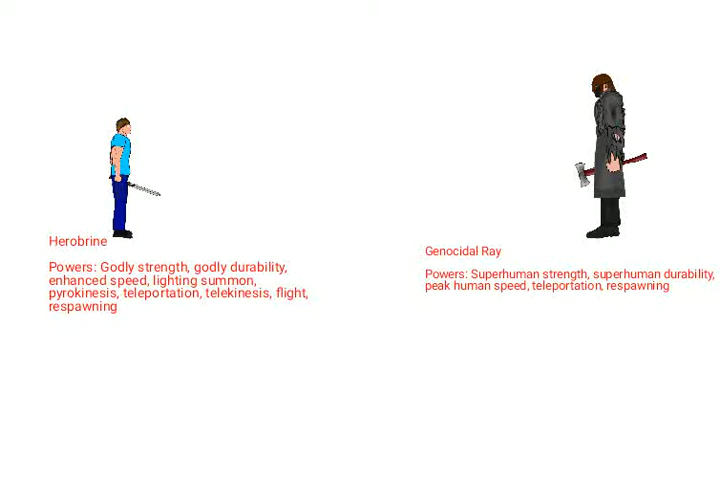 Herobrine
Powers: Godly strength, godly durability,
enhanced speed, lighting summon,
pyrokinesis, teleportation, telekinesis, flight,
respawning
Genocidal Ray
Powers: Superhuman strength, superhuman durability,
peak human speed, teleportation, respawning